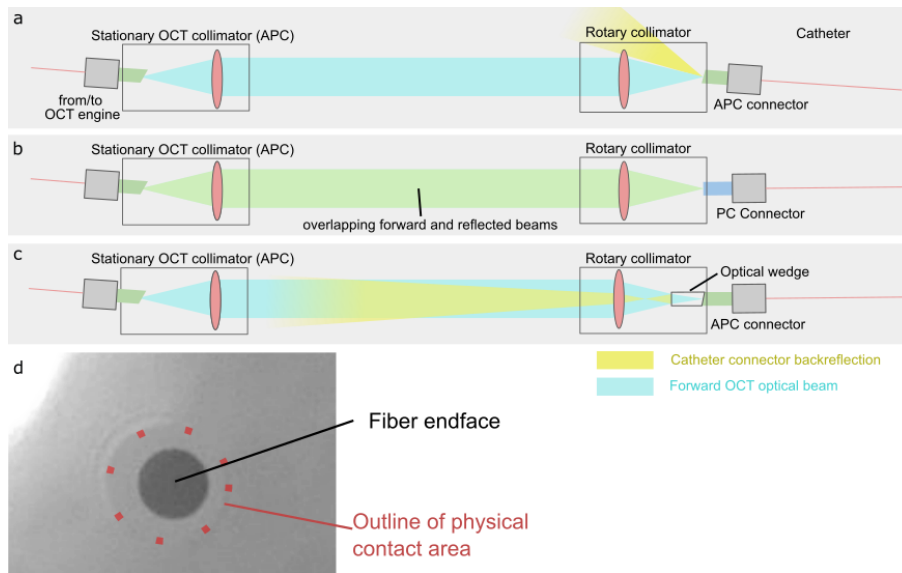 a
Stationary OCT collimator (APC)
Rotary collimator
Catheter
from/to
OCT engine
APC connector
b
Stationary OCT collimator (APC)
Rotary collimator
overlapping forward and reflected beams
PC Connector
c
Stationary OCT collimator (APC)
Rotary collimator
Optical wedge
APC connector
Catheter connector backreflection
Forward OCT optical beam
d
Fiber endface
Outline of physical
contact area